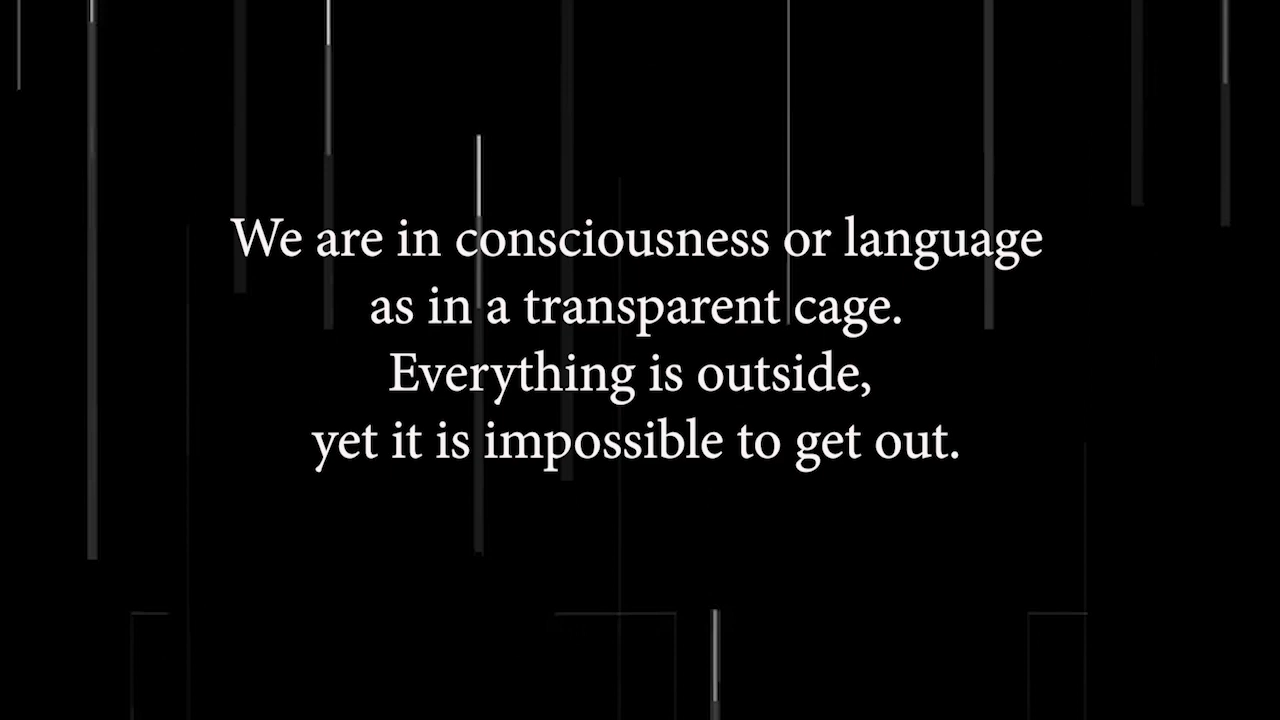 We are in consciousness or language
as in a transparent cage.
Everything is outside,
yet it is impossible to get out.